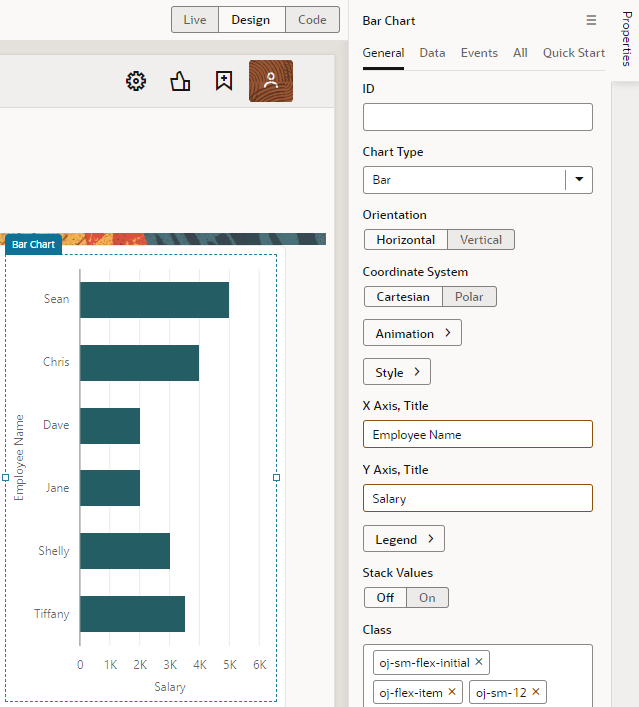 Live Design Code
Bar Chart
Properties
General Data Events All Quick Start
ID
Chart Type
Bar
Orientation
Horizontal Vertical
Coordinate System
Cartesian Polar
Animation
Style
X Axis, Title
Employee Name
Y Axis, Title
Salary
Legend
Stack Values
Off On
Class
oj-sm-flex-initial ×
oj-flex-item × oj-sm-12 ×
Bar Chart
Employee Name
Sean
Chris
Dave
Jane
Shelly
Tiffany
0 1K 2K 3K 4K 5K 6K
Salary